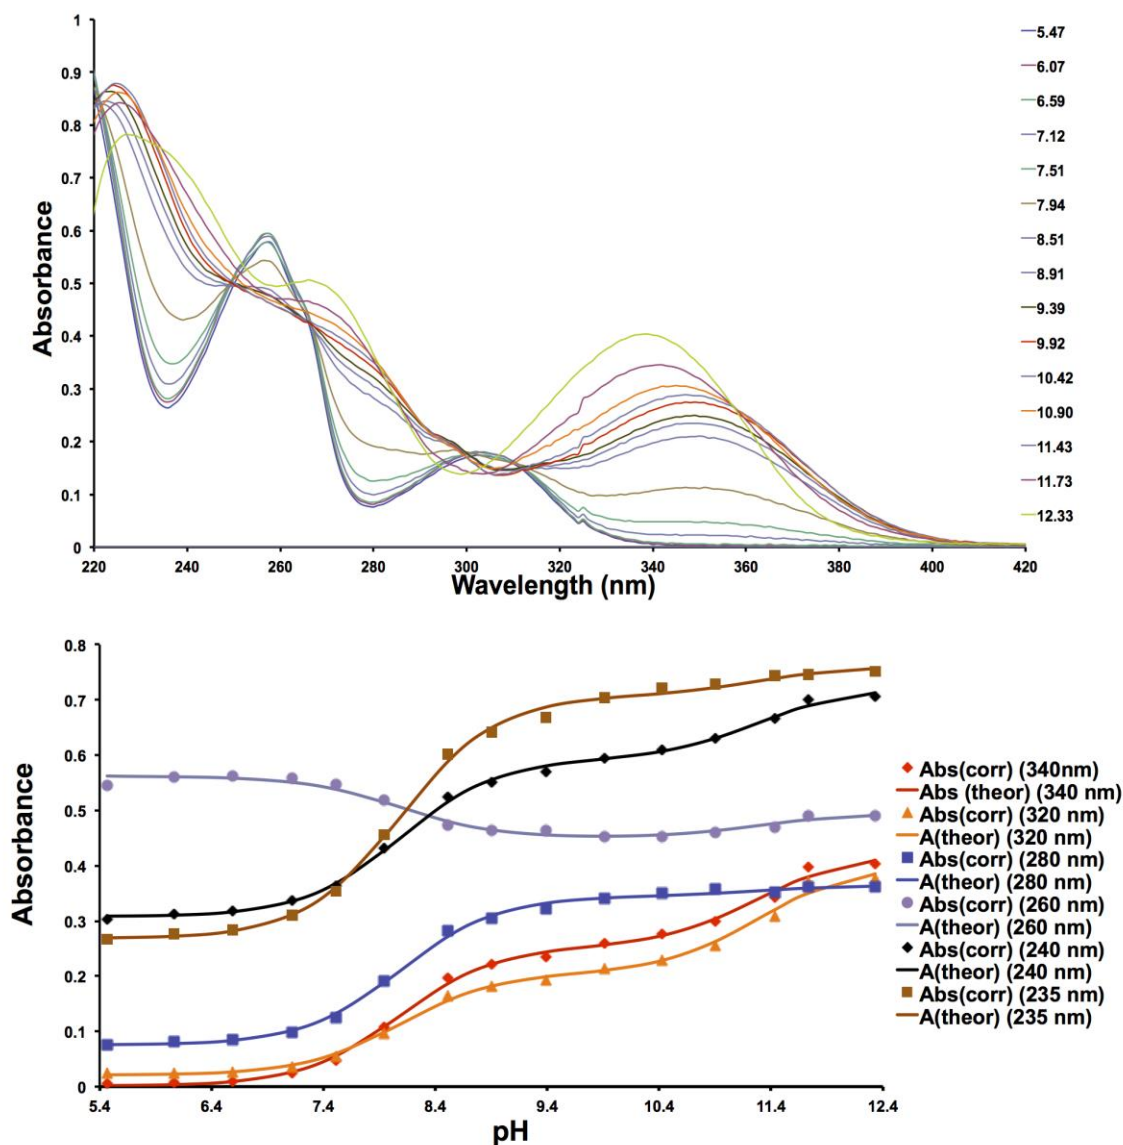 1
0.9
0.8
0.7
0.6
0.5
0.4
0.3
0.2
0.1
0
Absorbance
220 240 260 280 300 320 340 360 380 400 420
Wavelength (nm)
5.47
6.07
6.59
7.12
7.51
7.94
8.51
8.91
9.39
9.92
10.42
10.90
11.43
11.73
12.33
0.8
0.7
0.6
0.5
0.4
0.3
0.2
0.1
0
Absorbance
5.4 6.4 7.4 8.4 9.4 10.4 11.4 12.4
pH
Abs(corr) (340nm)
Abs (theor) (340 nm)
Abs(corr) (320 nm)
A(theor) (320 nm)
Abs(corr) (280 nm)
A(theor) (280 nm)
Abs(corr) (260 nm)
A(theor) (260 nm)
Abs(corr) (240 nm)
A(theor) (240 nm)
Abs(corr) (235 nm)
A(theor) (235 nm)